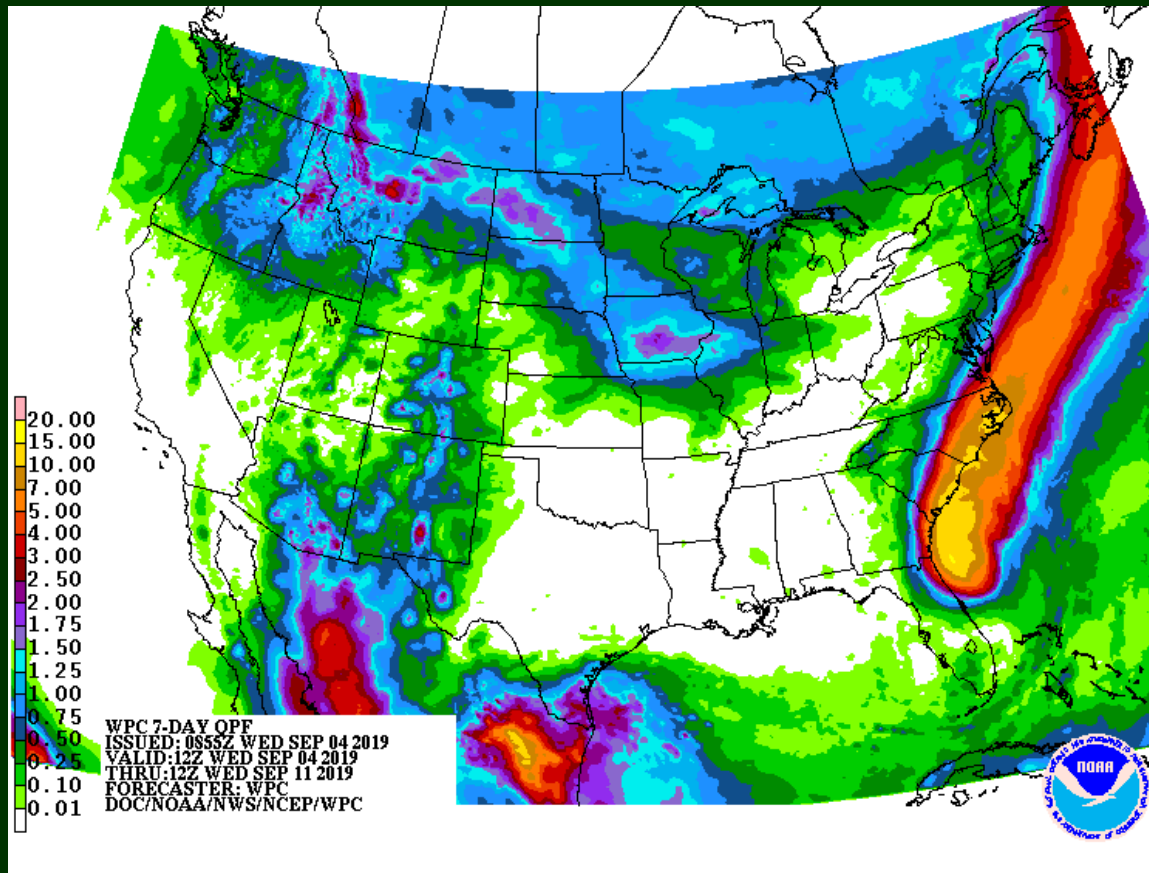 20.00
15.00
10.00
7.00
5.00
4.00
3.00
2.50
2.00
1.75
1.50
1.25
1.00
0.75
0.50
0.25
0.10
0.01
WPC 7-DAY QPF
ISSUED: 0855Z WED SEP 04 2019
VALID:12Z WED SEP 04 2019
THRU:12Z WED SEP 11 2019
FORECASTER: WPC
DOC/NOAA/NWS/NCEP/WPC
NOAA